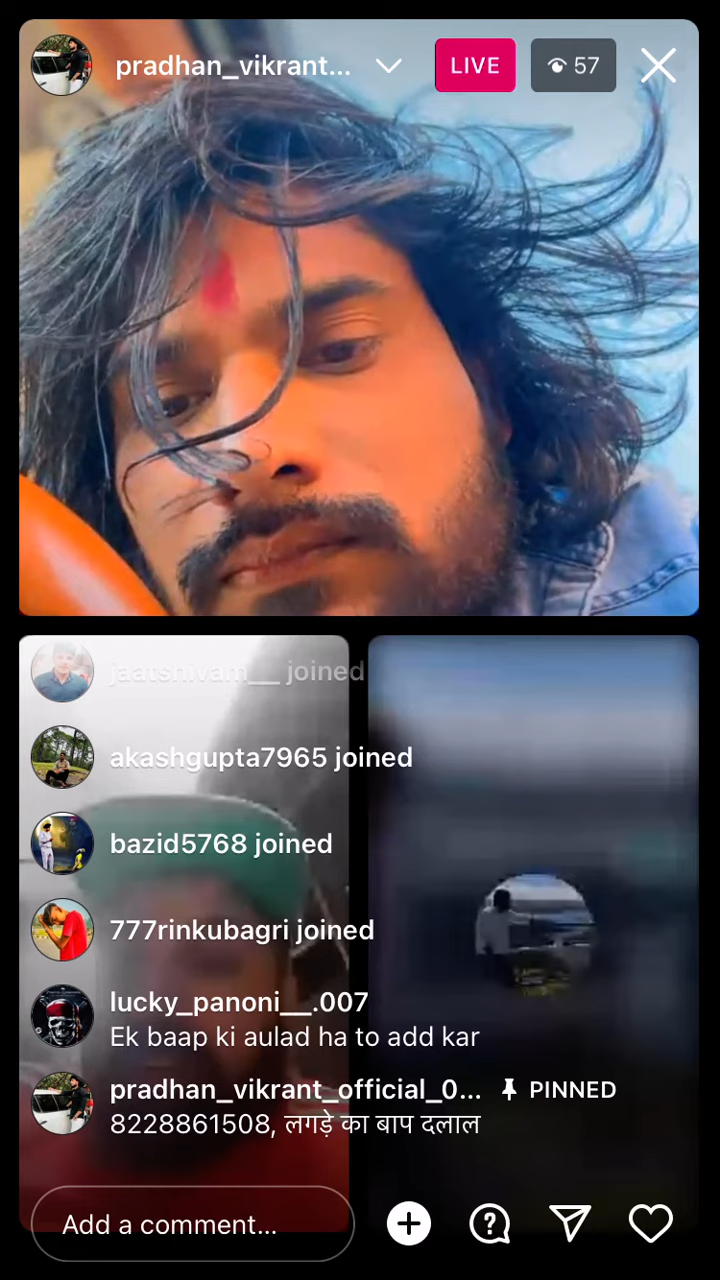 pradhan_vikrant...
LIVE
57
jaatshivam__ joined
akashgupta7965 joined
bazid5768 joined
777rinkubagri joined
lucky_panoni__.007
Ek baap ki aulad ha to add kar
pradhan_vikrant_official_0... PINNED
8228861508, लगड़े का बाप दलाल
Add a comment...